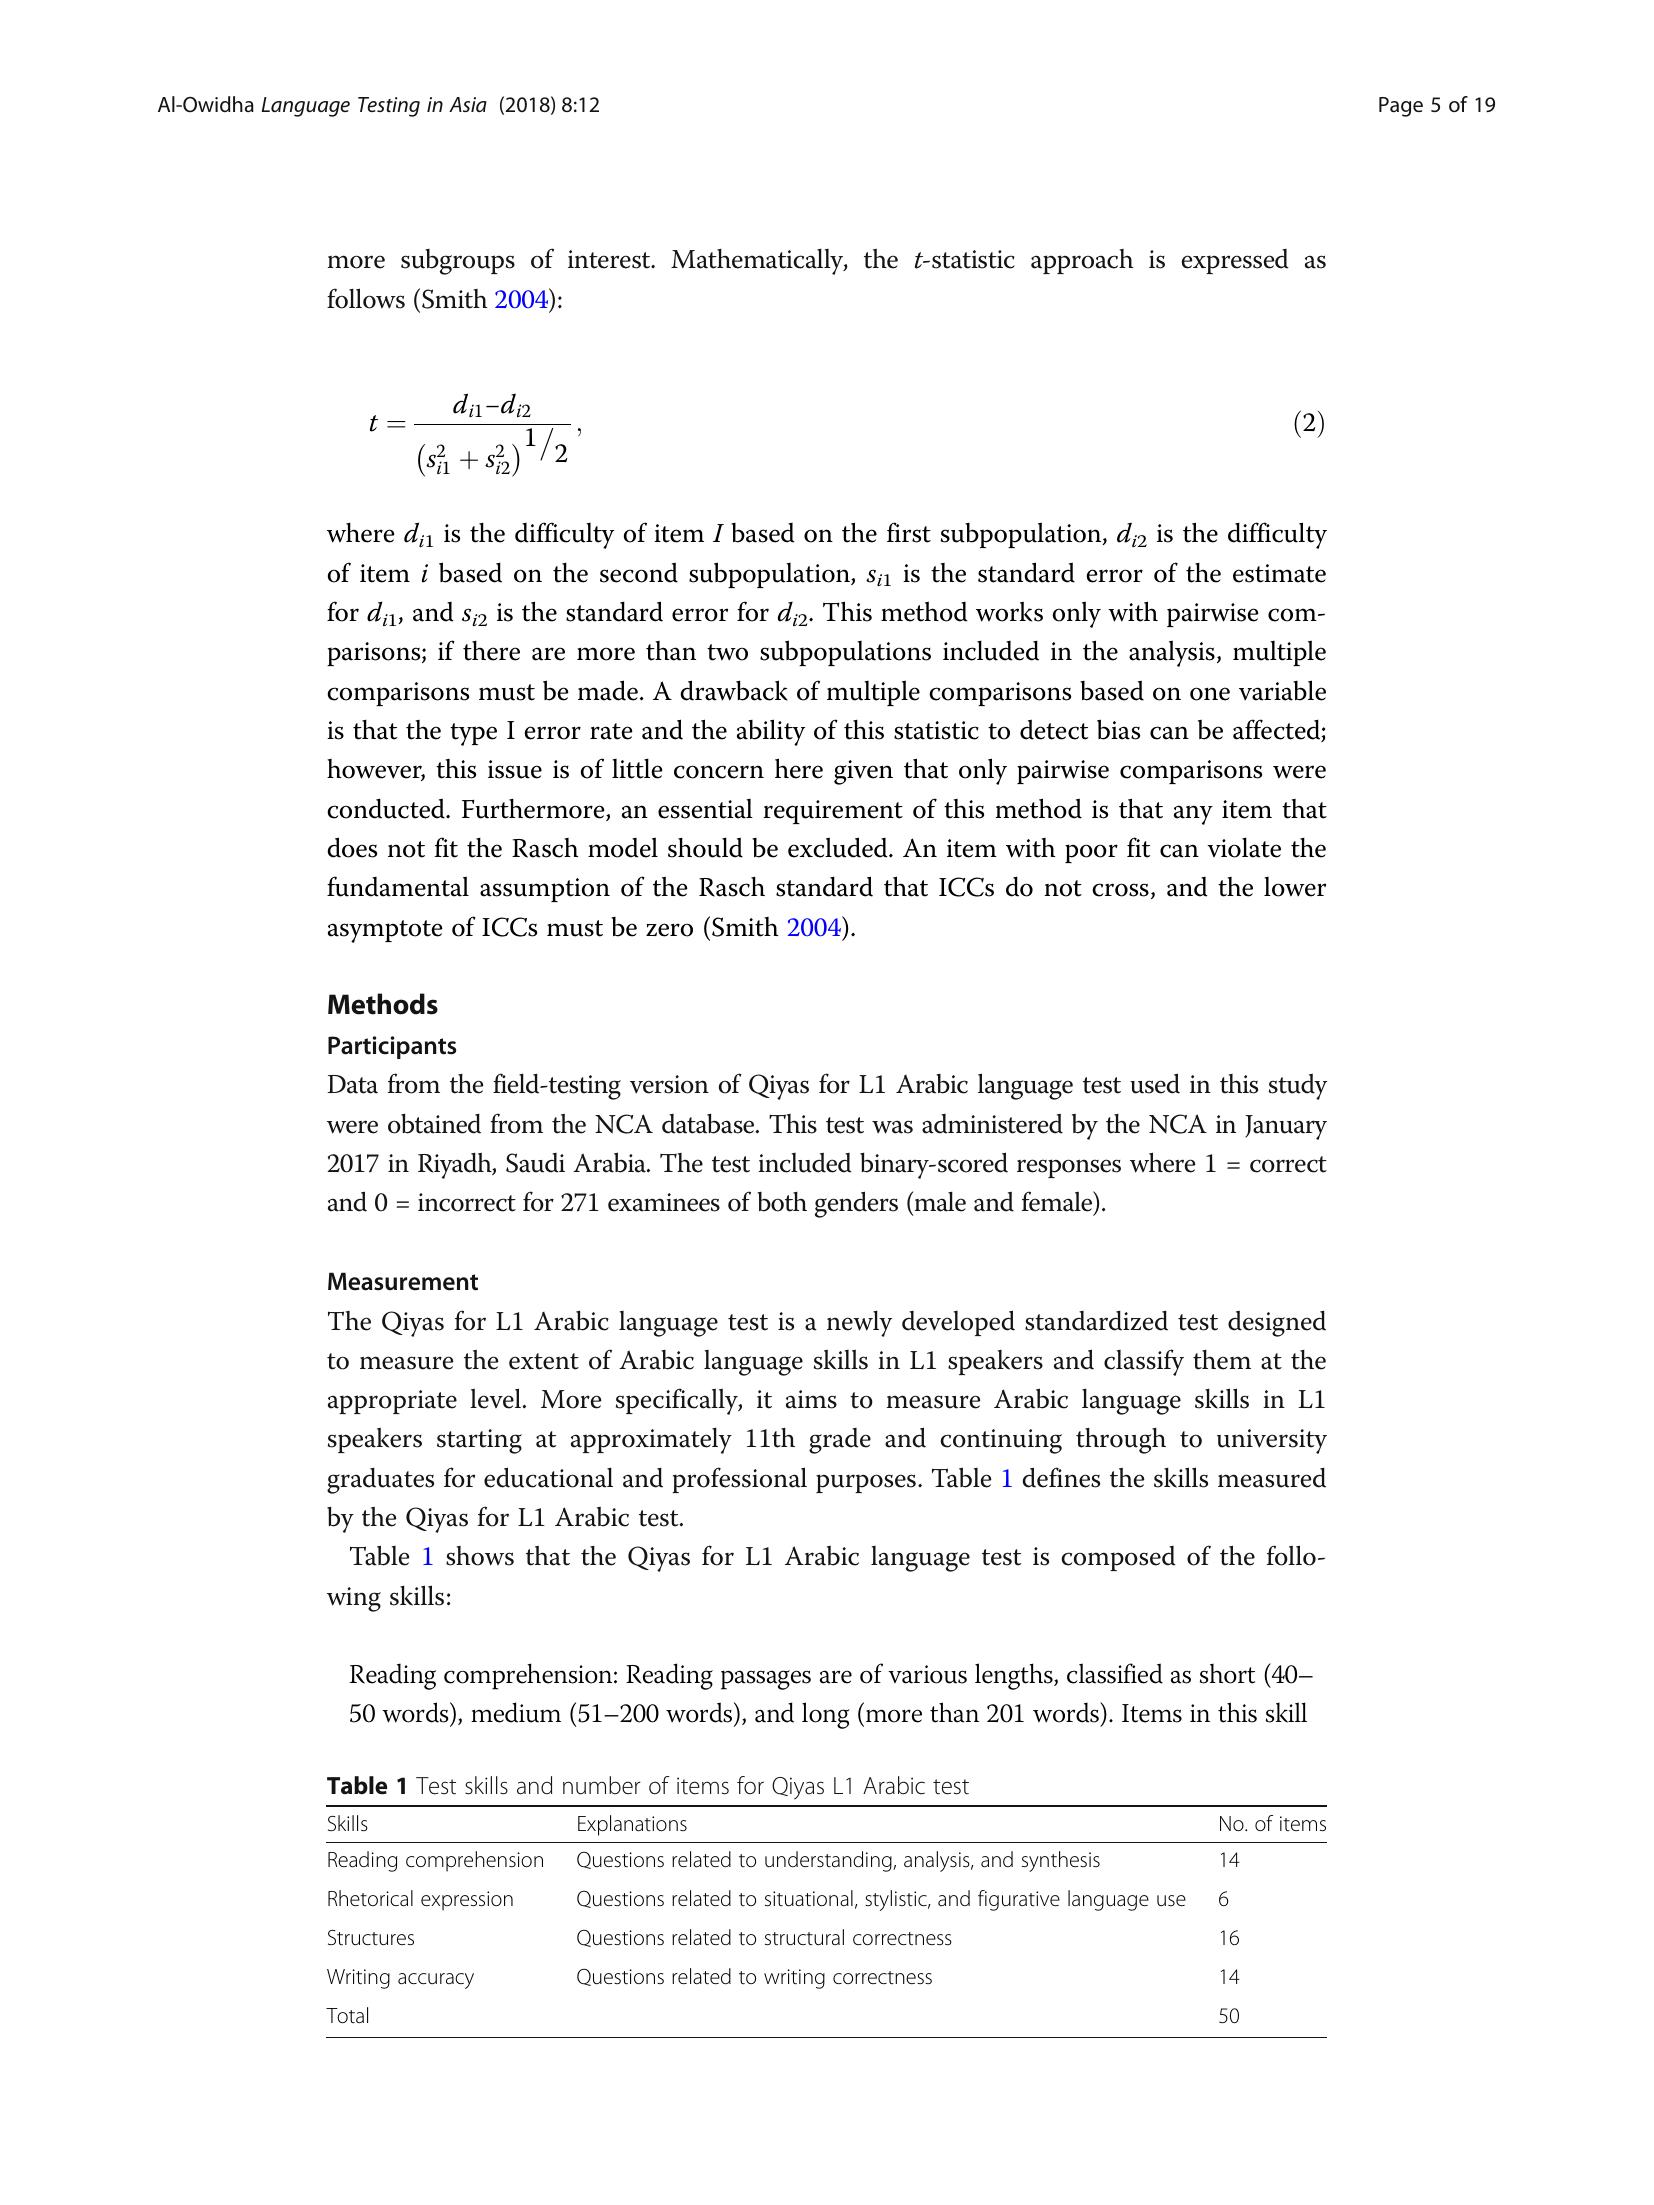 Al-Owidha Language Testing in Asia (2018) 8:12
Page 5 of 19
more subgroups of interest. Mathematically, the t-statistic approach is expressed as
follows (Smith 2004):
t = \frac{d_{i1} – d_{i2}}{(s_{i1}^2 + s_{i2}^2)^{1/2}}, (2)
where d_{i1} is the difficulty of item I based on the first subpopulation, d_{i2} is the difficulty
of item i based on the second subpopulation, s_{i1} is the standard error of the estimate
for d_{i1}, and s_{i2} is the standard error for d_{i2}. This method works only with pairwise com-
parisons; if there are more than two subpopulations included in the analysis, multiple
comparisons must be made. A drawback of multiple comparisons based on one variable
is that the type I error rate and the ability of this statistic to detect bias can be affected;
however, this issue is of little concern here given that only pairwise comparisons were
conducted. Furthermore, an essential requirement of this method is that any item that
does not fit the Rasch model should be excluded. An item with poor fit can violate the
fundamental assumption of the Rasch standard that ICCs do not cross, and the lower
asymptote of ICCs must be zero (Smith 2004).
Methods
Participants
Data from the field-testing version of Qiyas for L1 Arabic language test used in this study
were obtained from the NCA database. This test was administered by the NCA in January
2017 in Riyadh, Saudi Arabia. The test included binary-scored responses where 1 = correct
and 0 = incorrect for 271 examinees of both genders (male and female).
Measurement
The Qiyas for L1 Arabic language test is a newly developed standardized test designed
to measure the extent of Arabic language skills in L1 speakers and classify them at the
appropriate level. More specifically, it aims to measure Arabic language skills in L1
speakers starting at approximately 11th grade and continuing through to university
graduates for educational and professional purposes. Table 1 defines the skills measured
by the Qiyas for L1 Arabic test.
Table 1 shows that the Qiyas for L1 Arabic language test is composed of the follo-
wing skills:
Reading comprehension: Reading passages are of various lengths, classified as short (40–
50 words), medium (51–200 words), and long (more than 201 words). Items in this skill
Table 1 Test skills and number of items for Qiyas L1 Arabic test
Skills Explanations No. of items
Reading comprehension Questions related to understanding, analysis, and synthesis 14
Rhetorical expression Questions related to situational, stylistic, and figurative language use 6
Structures Questions related to structural correctness 16
Writing accuracy Questions related to writing correctness 14
Total 50